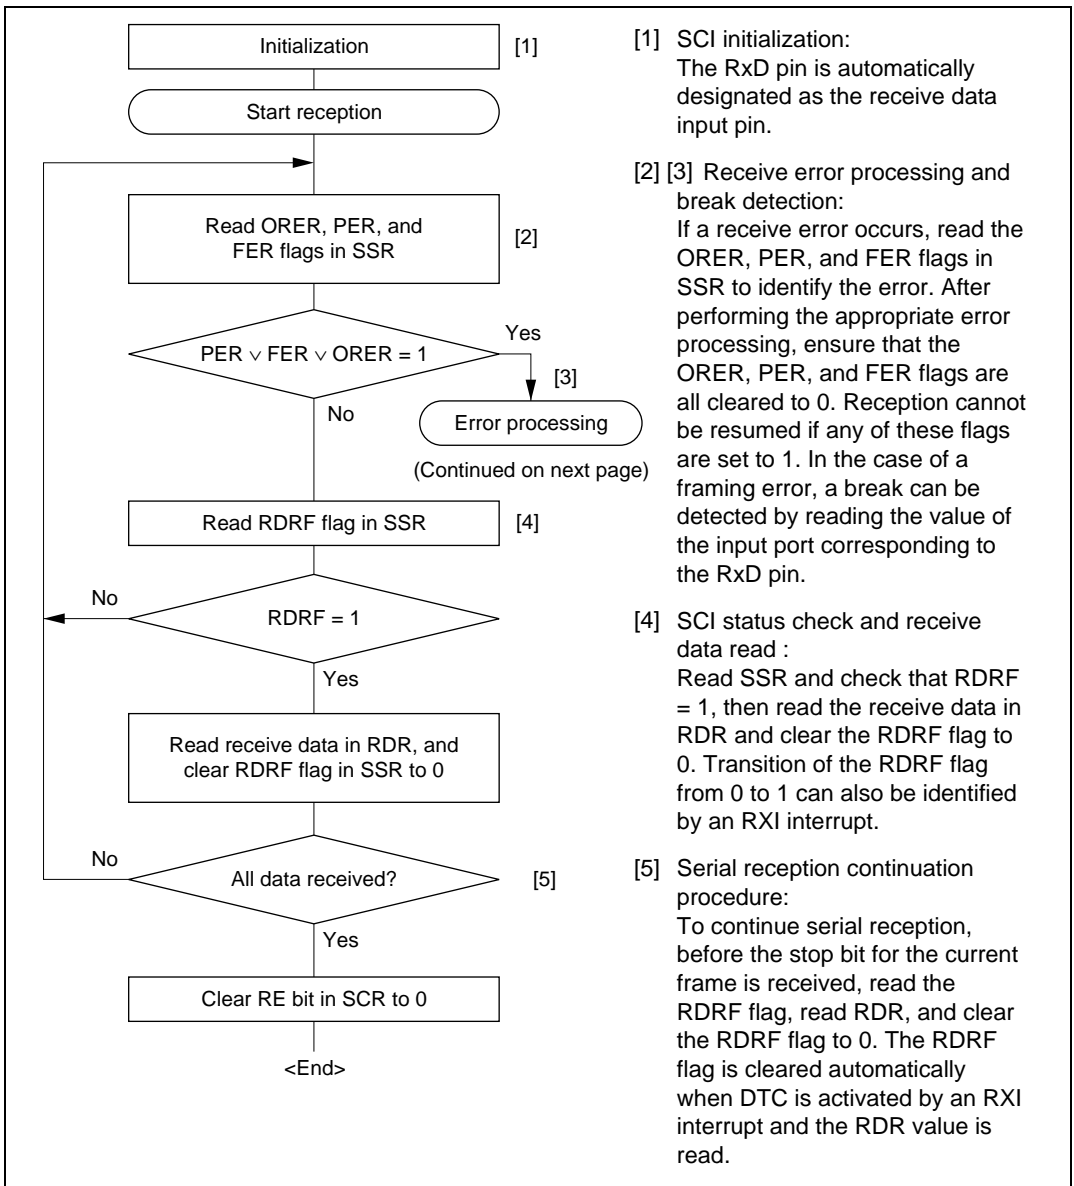 Initialization [1]
Start reception
Read ORER, PER, and
FER flags in SSR
[2]
PER ∨ FER ∨ ORER = 1
Yes
[3]
No
Error processing
(Continued on next page)
Read RDRF flag in SSR [4]
No
RDRF = 1
Yes
Read receive data in RDR, and
clear RDRF flag in SSR to 0
No
All data received? [5]
Yes
Clear RE bit in SCR to 0
<End>
[1] SCI initialization:
The RxD pin is automatically
designated as the receive data
input pin.
[2] [3] Receive error processing and
break detection:
If a receive error occurs, read the
ORER, PER, and FER flags in
SSR to identify the error. After
performing the appropriate error
processing, ensure that the
ORER, PER, and FER flags are
all cleared to 0. Reception cannot
be resumed if any of these flags
are set to 1. In the case of a
framing error, a break can be
detected by reading the value of
the input port corresponding to
the RxD pin.
[4] SCI status check and receive
data read :
Read SSR and check that RDRF
= 1, then read the receive data in
RDR and clear the RDRF flag to
0. Transition of the RDRF flag
from 0 to 1 can also be identified
by an RXI interrupt.
[5] Serial reception continuation
procedure:
To continue serial reception,
before the stop bit for the current
frame is received, read the
RDRF flag, read RDR, and clear
the RDRF flag to 0. The RDRF
flag is cleared automatically
when DTC is activated by an RXI
interrupt and the RDR value is
read.